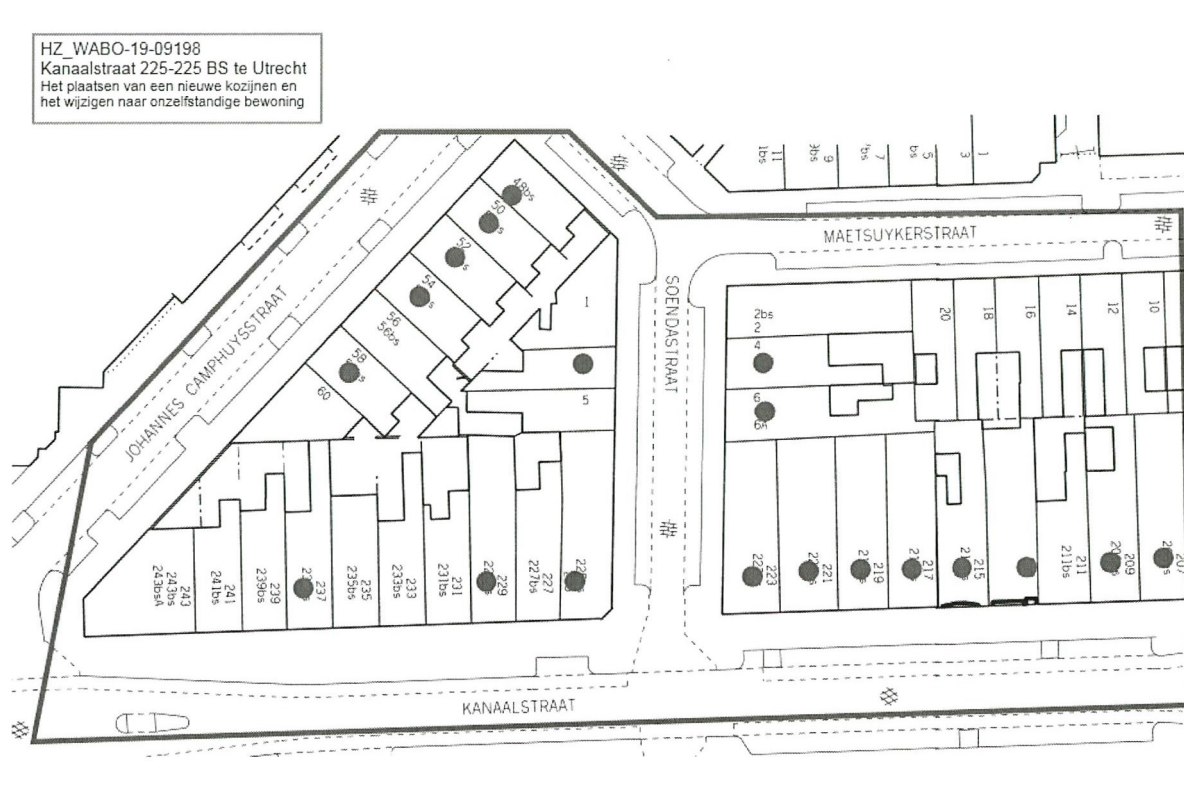 HZ_WABO-19-09198
Kanaalstraat 225-225 BS te Utrecht
Het plaatsen van een nieuwe kozijnen en
het wijzigen naar onzelfstandige bewoning
11
9
7
5
bs
3
1
MAETSUYKERSTRAAT
JOHANNES CAMPHUYSSTRAAT
SOENDASTRAAT
48bs
50
52
54
56
56bs
58
60
1
5
2bs
2
4
6
bs
20
18
16
14
12
10
243
243bs
243bsA
241
241bs
239
239bs
237
235
235bs
233
233bs
231
231bs
229
227
227bs
223
221
219
217
215
211
211bs
209
207
KANAALSTRAAT